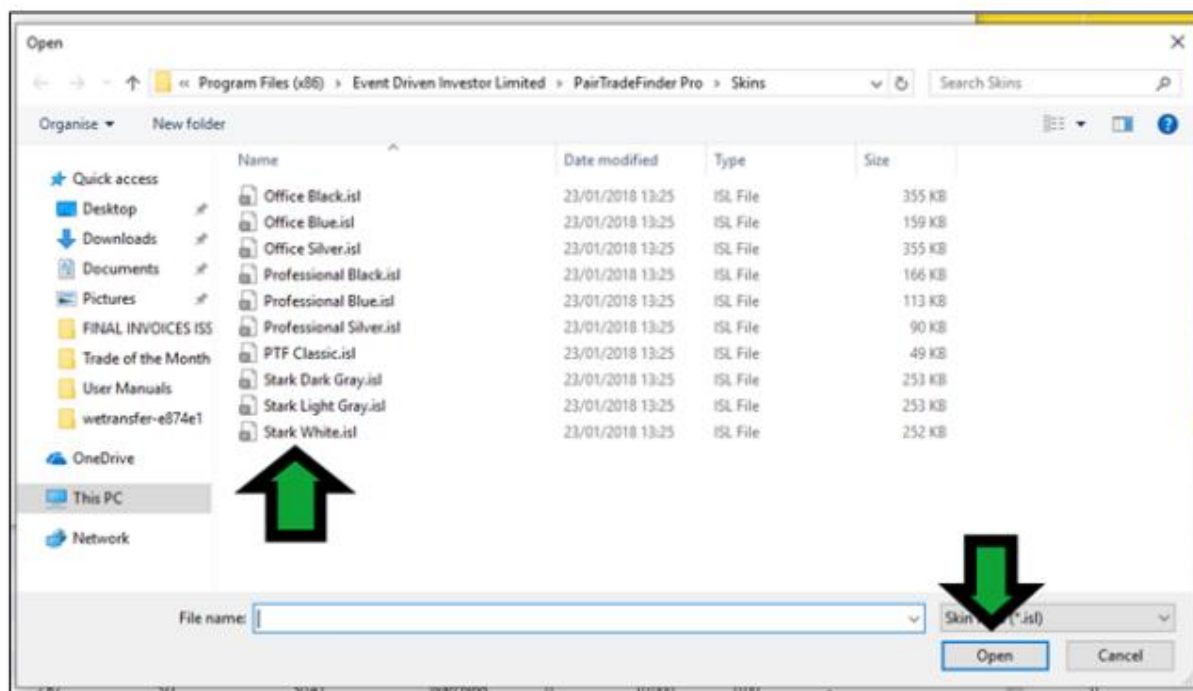 Open
« Program Files (x86) › Event Driven Investor Limited › PairTradeFinder Pro › Skins
Search Skins
Organise
New folder
Name Date modified Type Size
Quick access
Desktop
Downloads
Documents
Pictures
FINAL INVOICES ISS
Trade of the Month
User Manuals
wetransfer-e874e1
OneDrive
This PC
Network
Office Black.isl 23/01/2018 13:25 ISL File 355 KB
Office Blue.isl 23/01/2018 13:25 ISL File 159 KB
Office Silver.isl 23/01/2018 13:25 ISL File 355 KB
Professional Black.isl 23/01/2018 13:25 ISL File 166 KB
Professional Blue.isl 23/01/2018 13:25 ISL File 113 KB
Professional Silver.isl 23/01/2018 13:25 ISL File 90 KB
PTF Classic.isl 23/01/2018 13:25 ISL File 49 KB
Stark Dark Gray.isl 23/01/2018 13:25 ISL File 253 KB
Stark Light Gray.isl 23/01/2018 13:25 ISL File 253 KB
Stark White.isl 23/01/2018 13:25 ISL File 252 KB
File name:
Skin (*.isl)
Open
Cancel